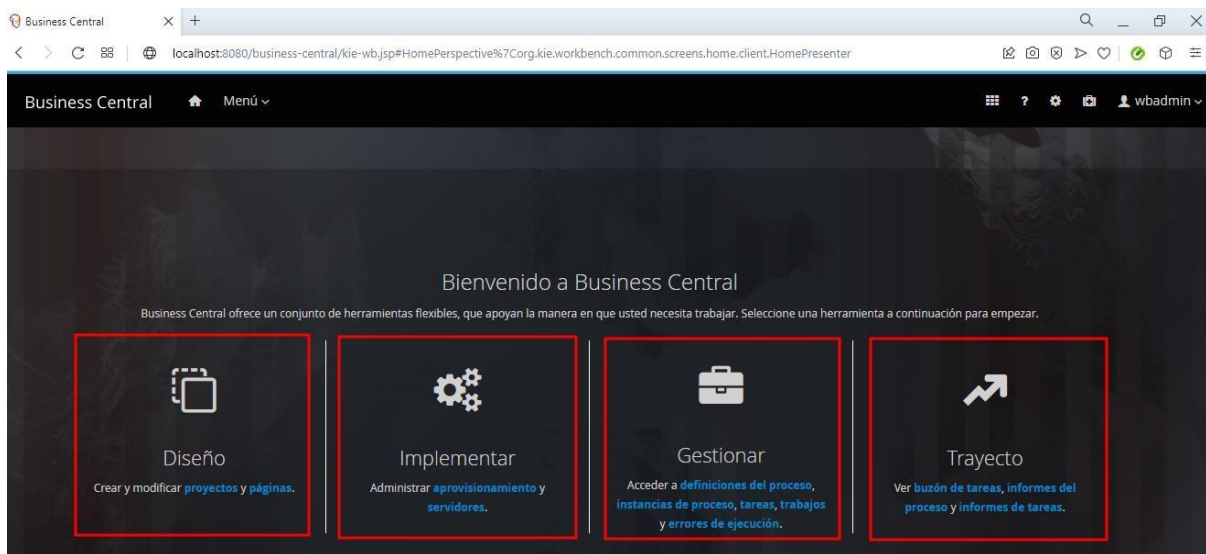 Business Central
localhost:8080/business-central/kie-wb.jsp#HomePerspective%7Corg.kie.workbench.common.screens.home.client.HomePresenter
Business Central Menú wbadmin
Bienvenido a Business Central
Business Central ofrece un conjunto de herramientas flexibles, que apoyan la manera en que usted necesita trabajar. Seleccione una herramienta a continuación para empezar.
Diseño
Crear y modificar proyectos y páginas.
Implementar
Administrar aprovisionamiento y
servidores.
Gestionar
Acceder a definiciones del proceso,
instancias de proceso, tareas, trabajos
y errores de ejecución.
Trayecto
Ver buzón de tareas, informes del
proceso y informes de tareas.